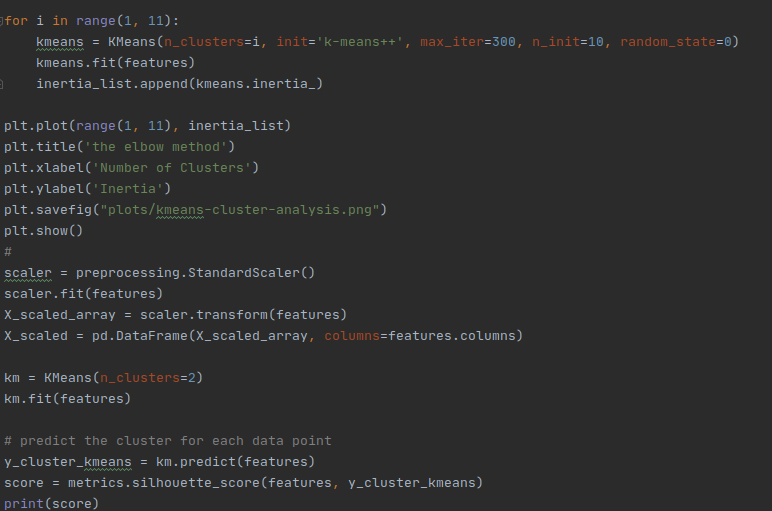 for i in range(1, 11):
    kmeans = KMeans(n_clusters=i, init='k-means++', max_iter=300, n_init=10, random_state=0)
    kmeans.fit(features)
    inertia_list.append(kmeans.inertia_)

plt.plot(range(1, 11), inertia_list)
plt.title('the elbow method')
plt.xlabel('Number of Clusters')
plt.ylabel('Inertia')
plt.savefig("plots/kmeans-cluster-analysis.png")
plt.show()
#
scaler = preprocessing.StandardScaler()
scaler.fit(features)
X_scaled_array = scaler.transform(features)
X_scaled = pd.DataFrame(X_scaled_array, columns=features.columns)

km = KMeans(n_clusters=2)
km.fit(features)

# predict the cluster for each data point
y_cluster_kmeans = km.predict(features)
score = metrics.silhouette_score(features, y_cluster_kmeans)
print(score)